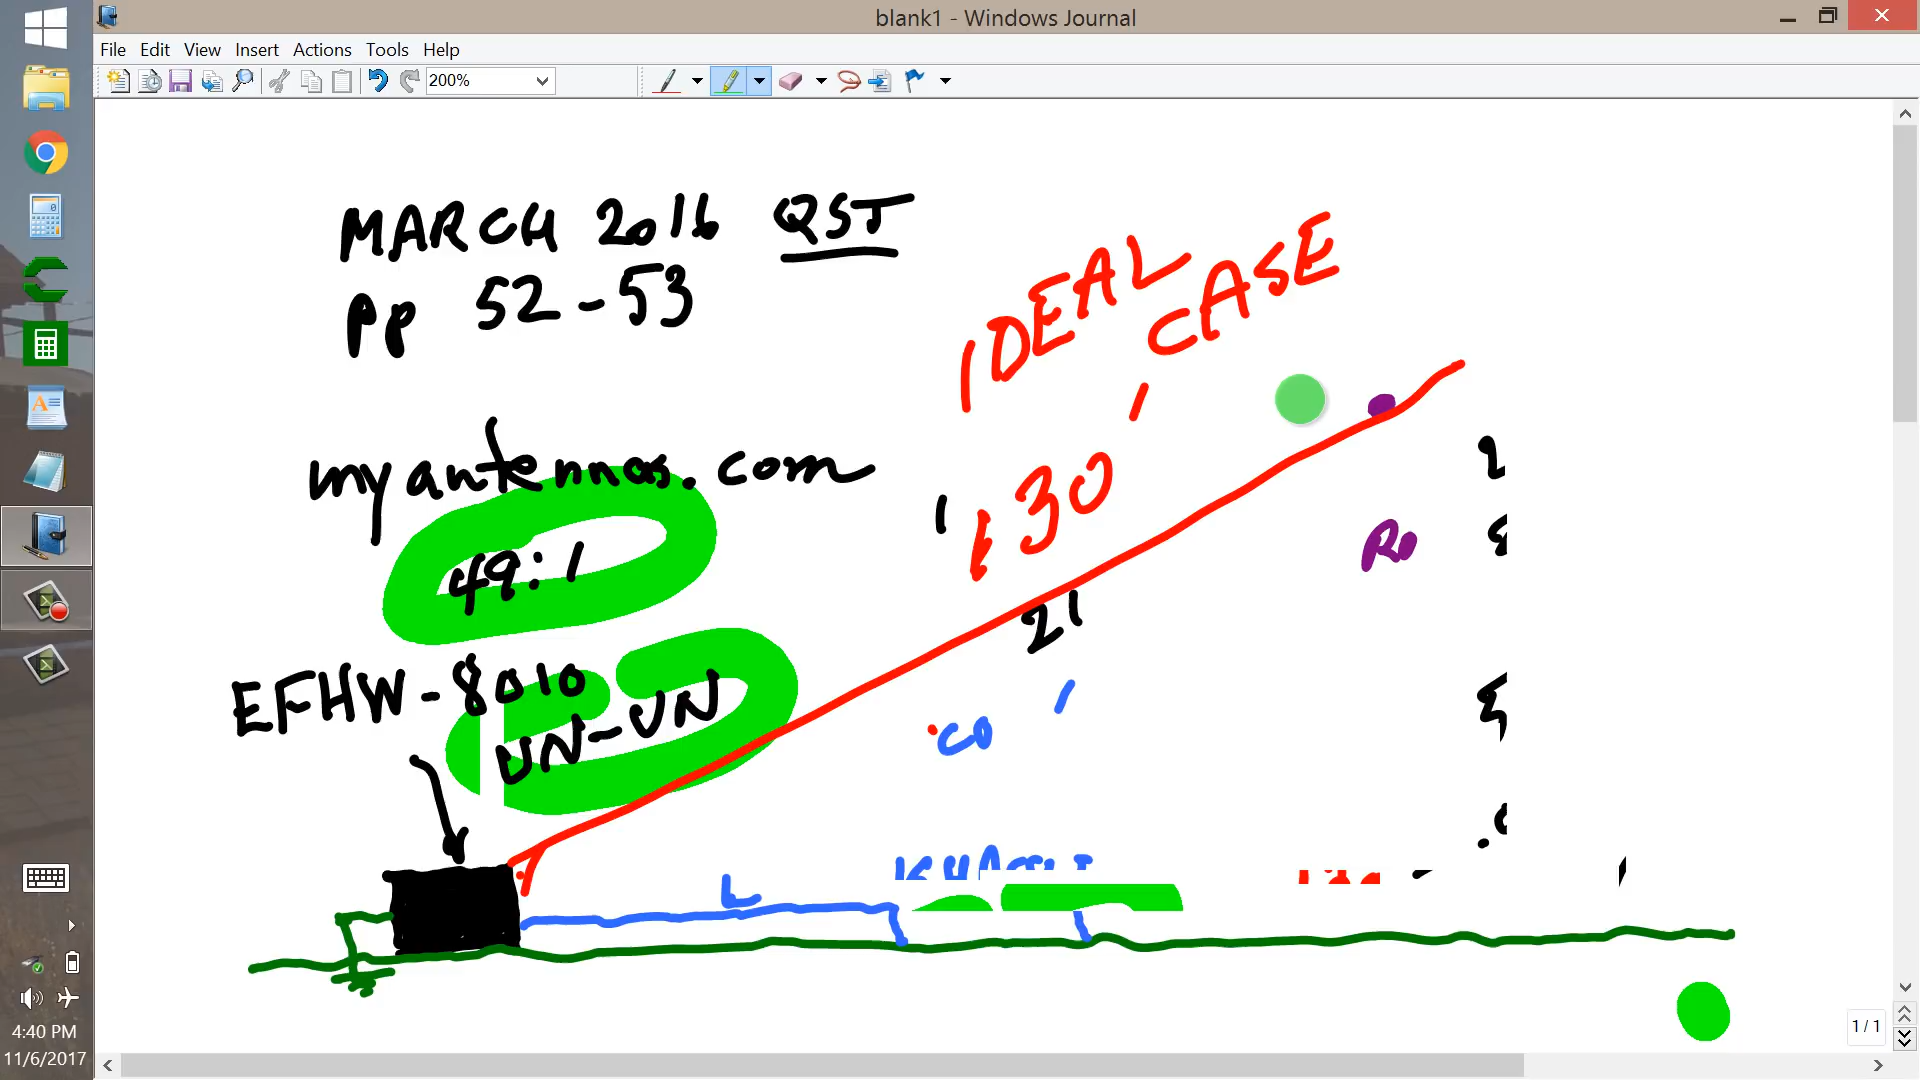 blank1 - Windows Journal
File Edit View Insert Actions Tools Help
200%
MARCH 2016 QST
pp 52-53
IDEAL
CASE
myantennas.com
130'
49:1
21
EFHW-8010
UN-UN
L
1/1
4:40 PM
11/6/2017